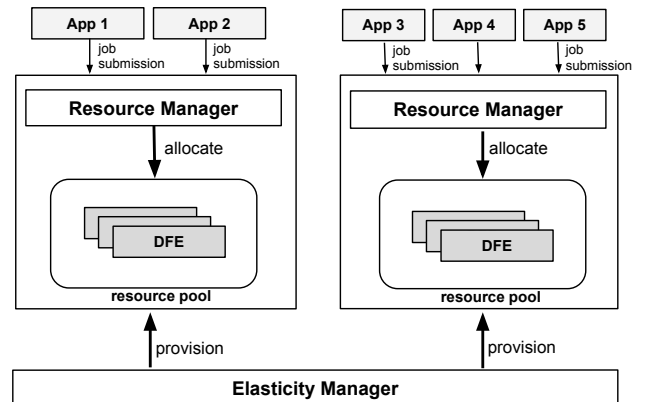 App 1
App 2
App 3
App 4
App 5
job
submission
job
submission
job
submission
job
submission
Resource Manager
Resource Manager
allocate
allocate
DFE
DFE
resource pool
resource pool
provision
provision
Elasticity Manager